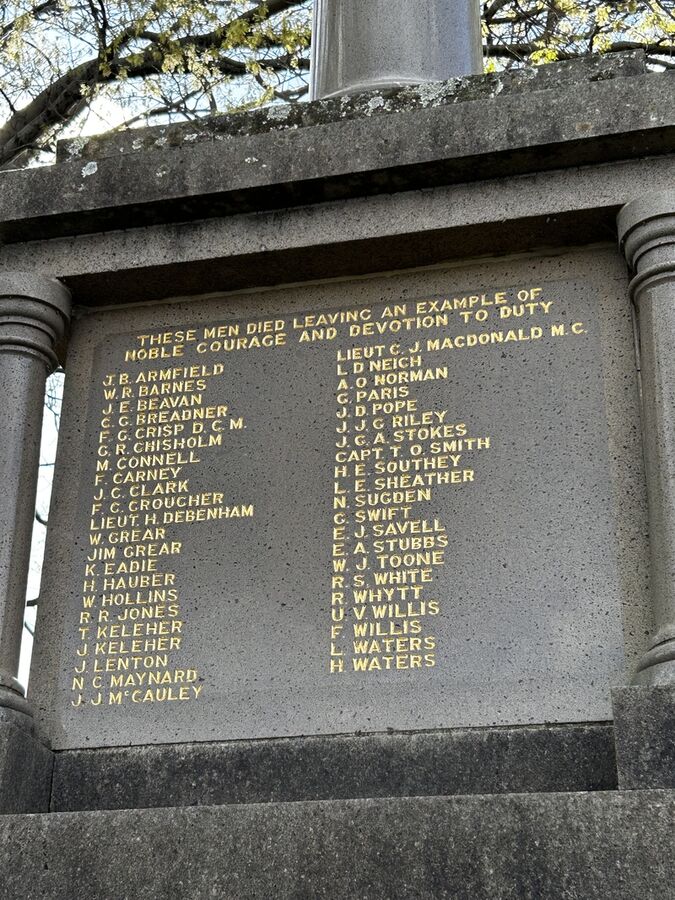 THESE MEN DIED LEAVING AN EXAMPLE OF
NOBLE COURAGE AND DEVOTION TO DUTY
J. B. ARMFIELD
W. R. BARNES
J. E. BEAVAN
C. G. BREADNER
F. G. CRISP D. C. M.
G. R. CHISHOLM
M. CONNELL
F. CARNEY
J. C. CLARK
F. C. CROUCHER
LIEUT. H. DEBENHAM
W. GREAR
JIM GREAR
K. EADIE
H. HAUBER
W. HOLLINS
R. R. JONES
T. KELEHER
J. KELEHER
J. LENTON
N. C. MAYNARD
J. J. McCAULEY
LIEUT C. J. MACDONALD M. C.
L. D. NEICH
A. O. NORMAN
G. PARIS
J. D. POPE
J. J. G. RILEY
J. G. A. STOKES
CAPT. T. O. SMITH
H. E. SOUTHEY
L. E. SHEATHER
N. SUGDEN
G. SWIFT
E. J. SAVELL
E. A. STUBBS
W. J. TOONE
R. S. WHITE
R. WHYTT
U. V. WILLIS
F. WILLIS
L. WATERS
H. WATERS